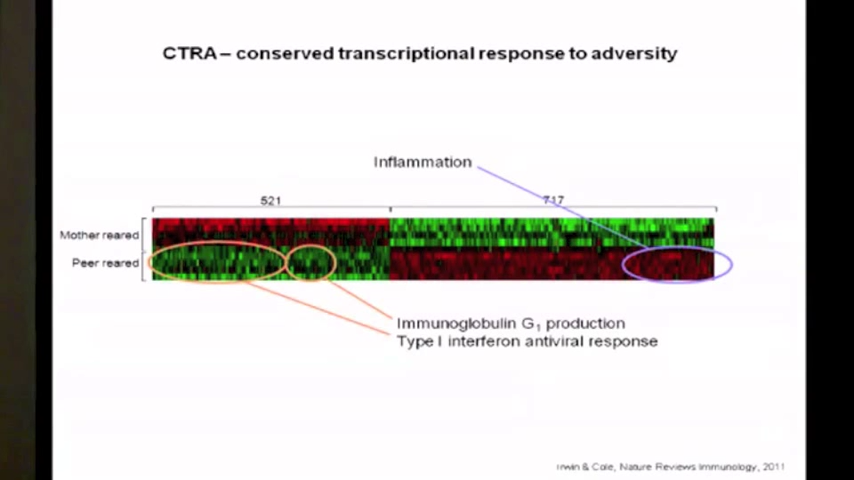 CTRA – conserved transcriptional response to adversity
Inflammation
521
717
Mother reared
Peer reared
Immunoglobulin G₁ production
Type I interferon antiviral response
Irwin & Cole, Nature Reviews Immunology, 2011